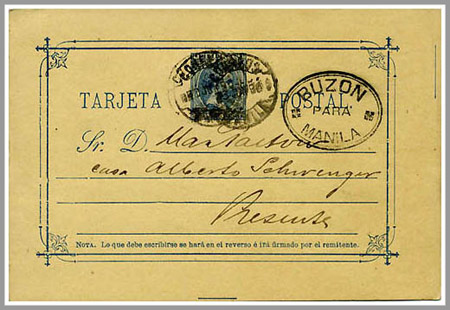 TARJETA POSTAL
BUZON
PARA
MANILA
Sr. D.
casa Alberto Schwenger
Presente
NOTA. Lo que debe escribirse se hará en el reverso é irá firmado por el remitente.